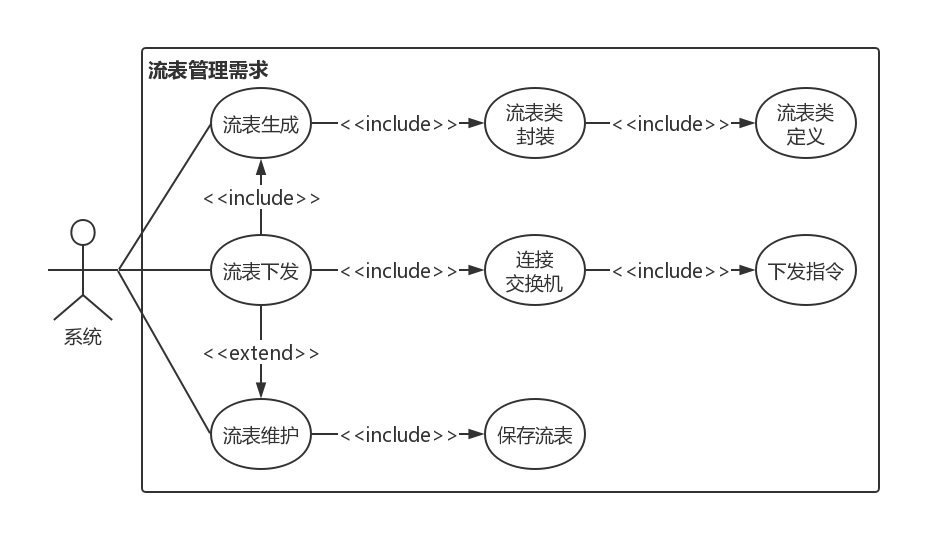 流表管理需求
流表生成
<<include>>
流表类
封装
<<include>>
流表类
定义
<<include>>
流表下发
<<include>>
连接
交换机
<<include>>
下发指令
系统
<<extend>>
流表维护
<<include>>
保存流表